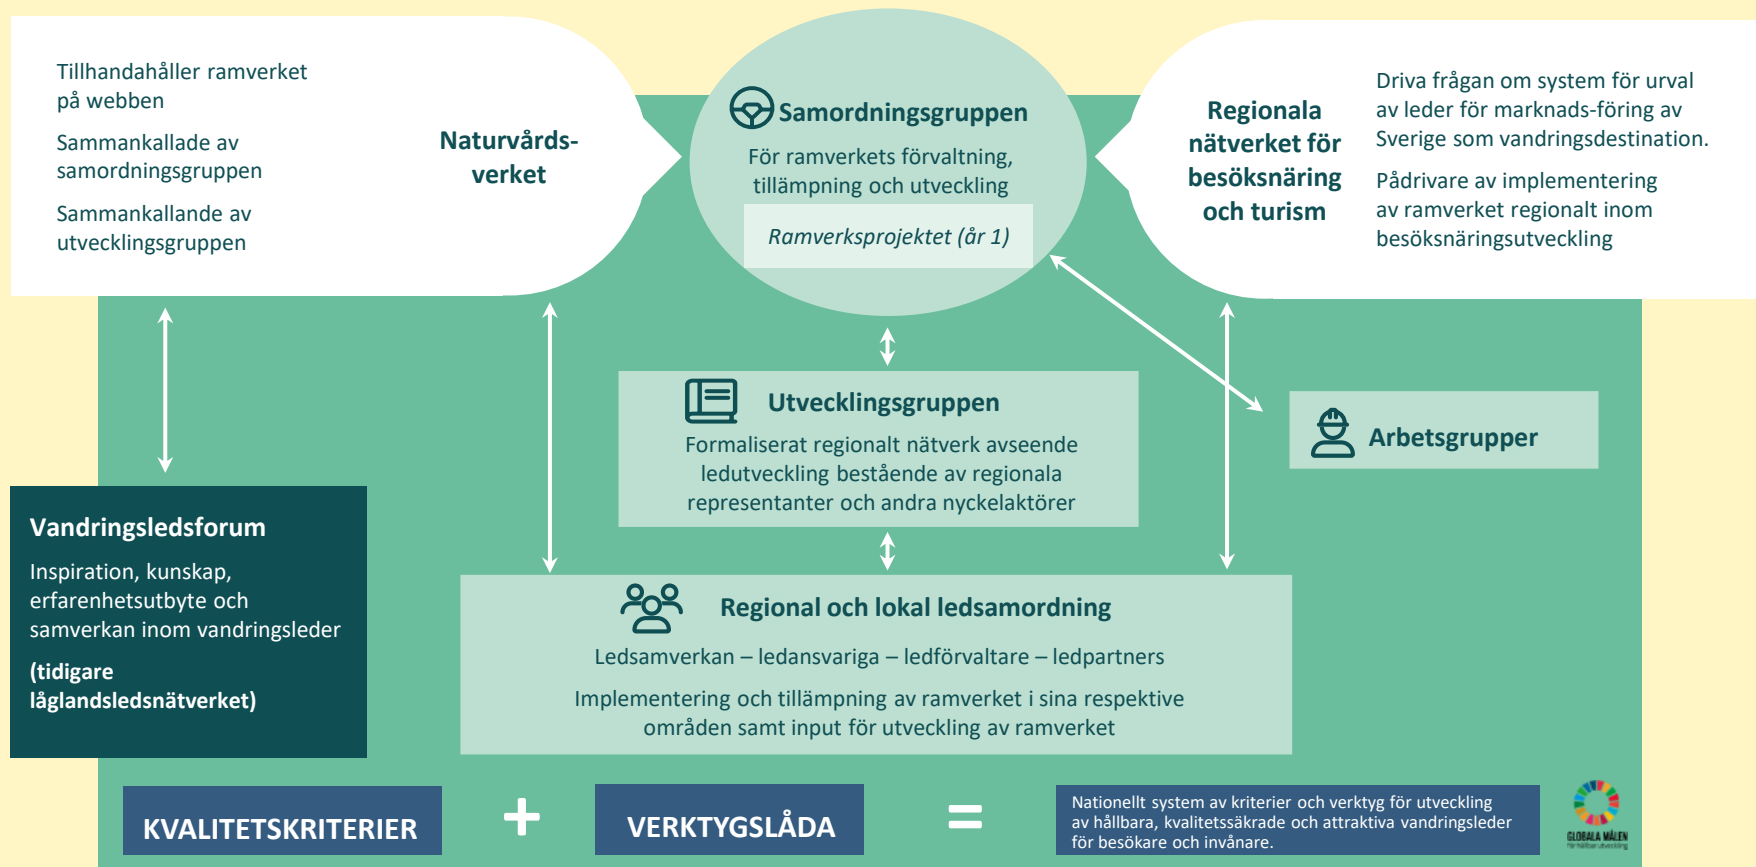 Tillhandahåller ramverket
på webben
Sammankallade av
samordningsgruppen
Sammankallande av
utvecklingsgruppen
Naturvårds-
verket
Samordningsgruppen
För ramverkets förvaltning,
tillämpning och utveckling
Ramverksprojektet (år 1)
Regionala
nätverket för
besöksnäring
och turism
Driva frågan om system för urval
av leder för marknads-föring av
Sverige som vandringsdestination.
Pådrivare av implementering
av ramverket regionalt inom
besöksnäringsutveckling
Utvecklingsgruppen
Formaliserat regionalt nätverk avseende
ledutveckling bestående av regionala
representanter och andra nyckelaktörer
Arbetsgrupper
Vandringsledsforum
Inspiration, kunskap,
erfarenhetsutbyte och
samverkan inom vandringsleder
(tidigare
låglandsledsnätverket)
Regional och lokal ledsamordning
Ledsamverkan – ledansvariga – ledförvaltare – ledpartners
Implementering och tillämpning av ramverket i sina respektive
områden samt input för utveckling av ramverket
KVALITETSKRITERIER
+
VERKTYGSLÅDA
=
Nationellt system av kriterier och verktyg för utveckling
av hållbara, kvalitetssäkrade och attraktiva vandringsleder
för besökare och invånare.
GLOBALA MÅLEN
för hållbar utveckling